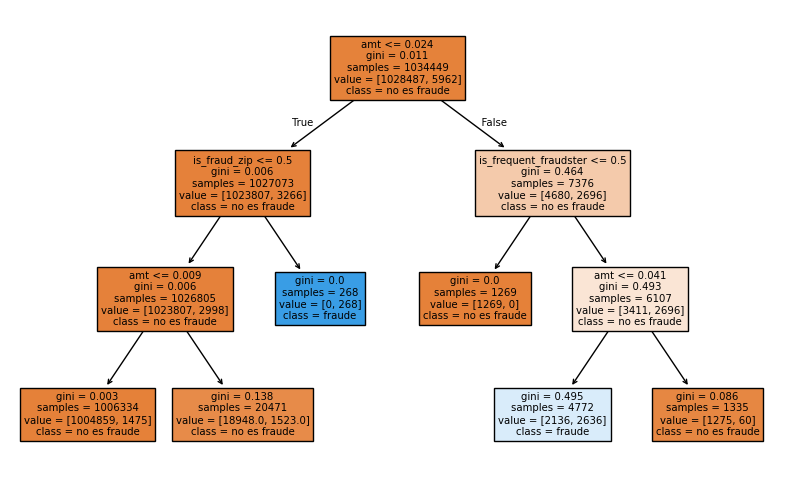 amt <= 0.024
gini = 0.011
samples = 1034449
value = [1028487, 5962]
class = no es fraude
True
False
is_fraud_zip <= 0.5
gini = 0.006
samples = 1027073
value = [1023807, 3266]
class = no es fraude
is_frequent_fraudster <= 0.5
gini = 0.464
samples = 7376
value = [4680, 2696]
class = no es fraude
amt <= 0.009
gini = 0.006
samples = 1026805
value = [1023807, 2998]
class = no es fraude
gini = 0.0
samples = 268
value = [0, 268]
class = fraude
gini = 0.0
samples = 1269
value = [1269, 0]
class = no es fraude
amt <= 0.041
gini = 0.493
samples = 6107
value = [3411, 2696]
class = no es fraude
gini = 0.003
samples = 1006334
value = [1004859, 1475]
class = no es fraude
gini = 0.138
samples = 20471
value = [18948.0, 1523.0]
class = no es fraude
gini = 0.495
samples = 4772
value = [2136, 2636]
class = fraude
gini = 0.086
samples = 1335
value = [1275, 60]
class = no es fraude